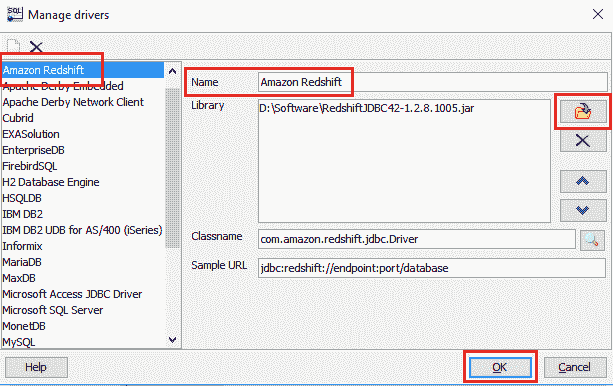 SQL
Manage drivers
Amazon Redshift
Apache Derby Embedded
Apache Derby Network Client
Cubrid
EXASolution
EnterpriseDB
FirebirdSQL
H2 Database Engine
HSQLDB
IBM DB2
IBM DB2 UDB for AS/400 (iSeries)
Informix
MariaDB
MaxDB
Microsoft Access JDBC Driver
Microsoft SQL Server
MonetDB
MySQL
Name Amazon Redshift
Library D:\Software\RedshiftJDBC42-1.2.8.1005.jar
Classname com.amazon.redshift.jdbc.Driver
Sample URL jdbc:redshift://endpoint:port/database
Help OK Cancel